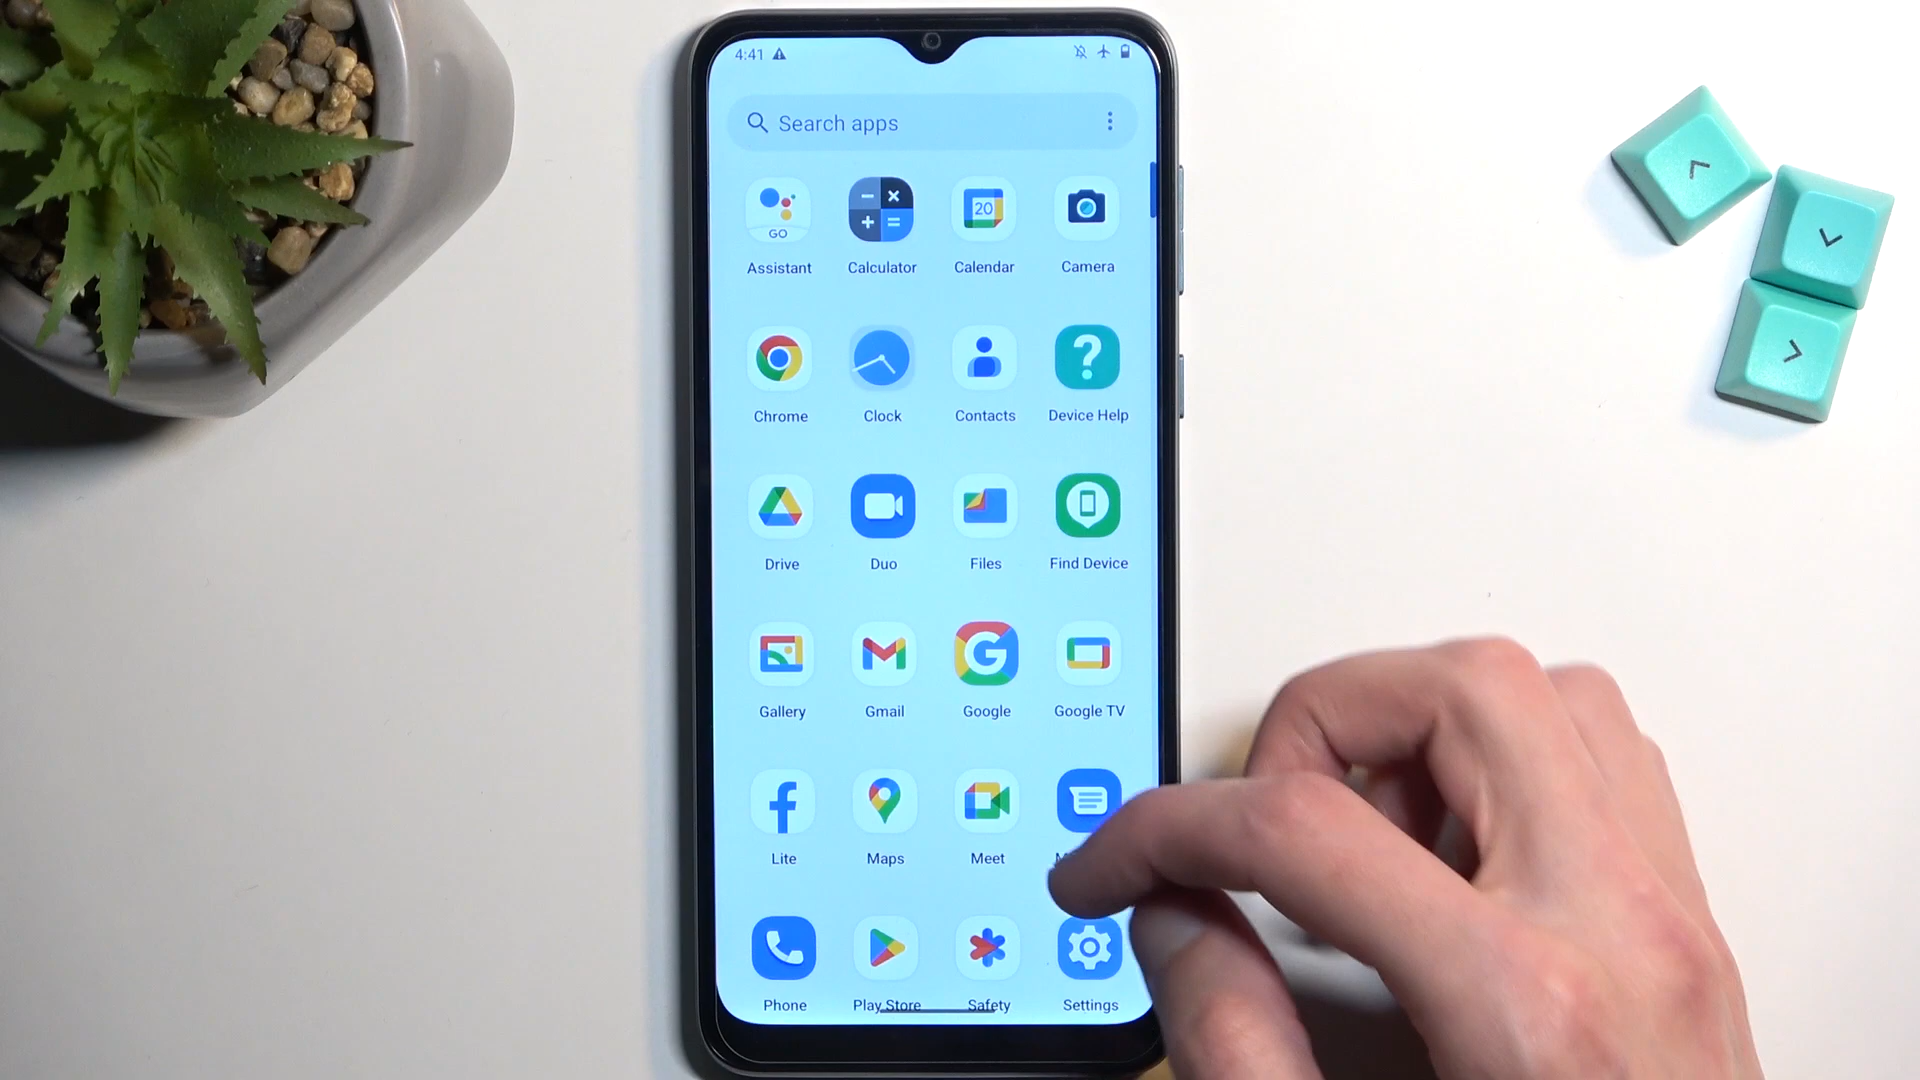 4:41
Search apps
GO
20
Assistant Calculator Calendar Camera
Chrome Clock Contacts Device Help
Drive Duo Files Find Device
Gallery Gmail Google Google TV
Lite Maps Meet
Phone Play Store Safety Settings